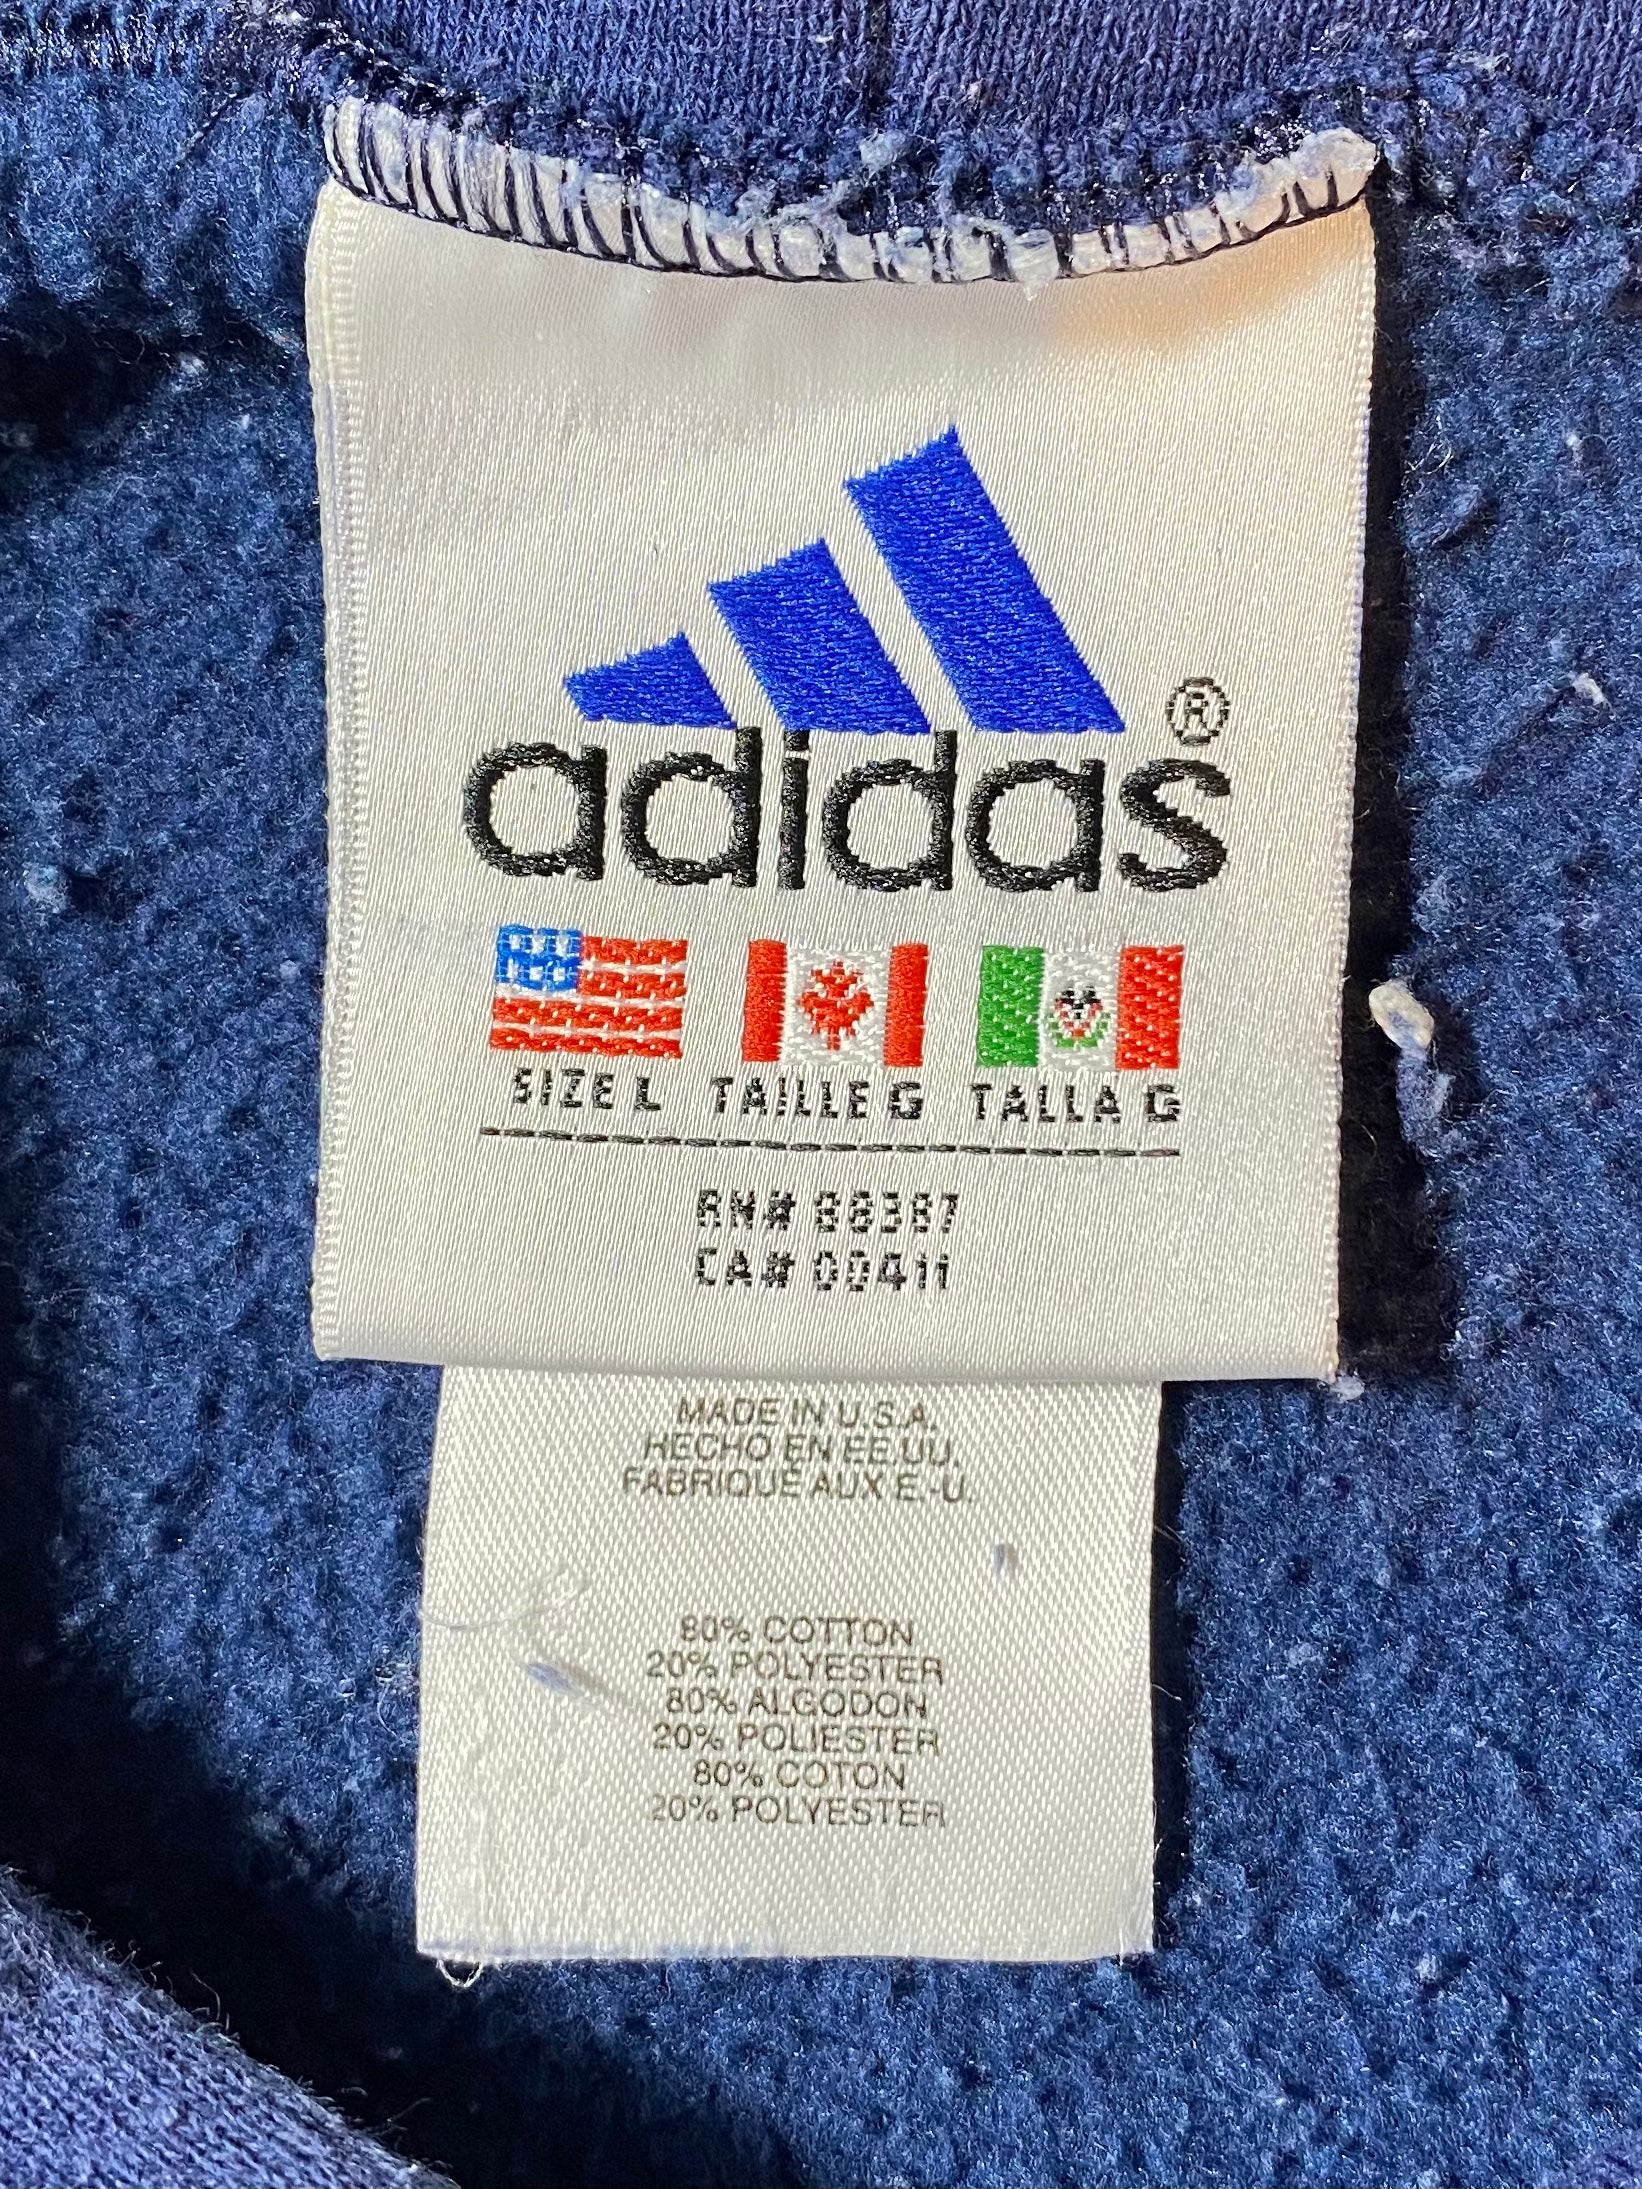 adidas®
SIZE L TAILLE G TALLA G
RN# 88387
CA# 00411
MADE IN U.S.A.
HECHO EN EE.UU.
FABRIQUÉ AUX E.-U.
80% COTTON
20% POLYESTER
80% ALGODON
20% POLIESTER
80% COTON
20% POLYESTER